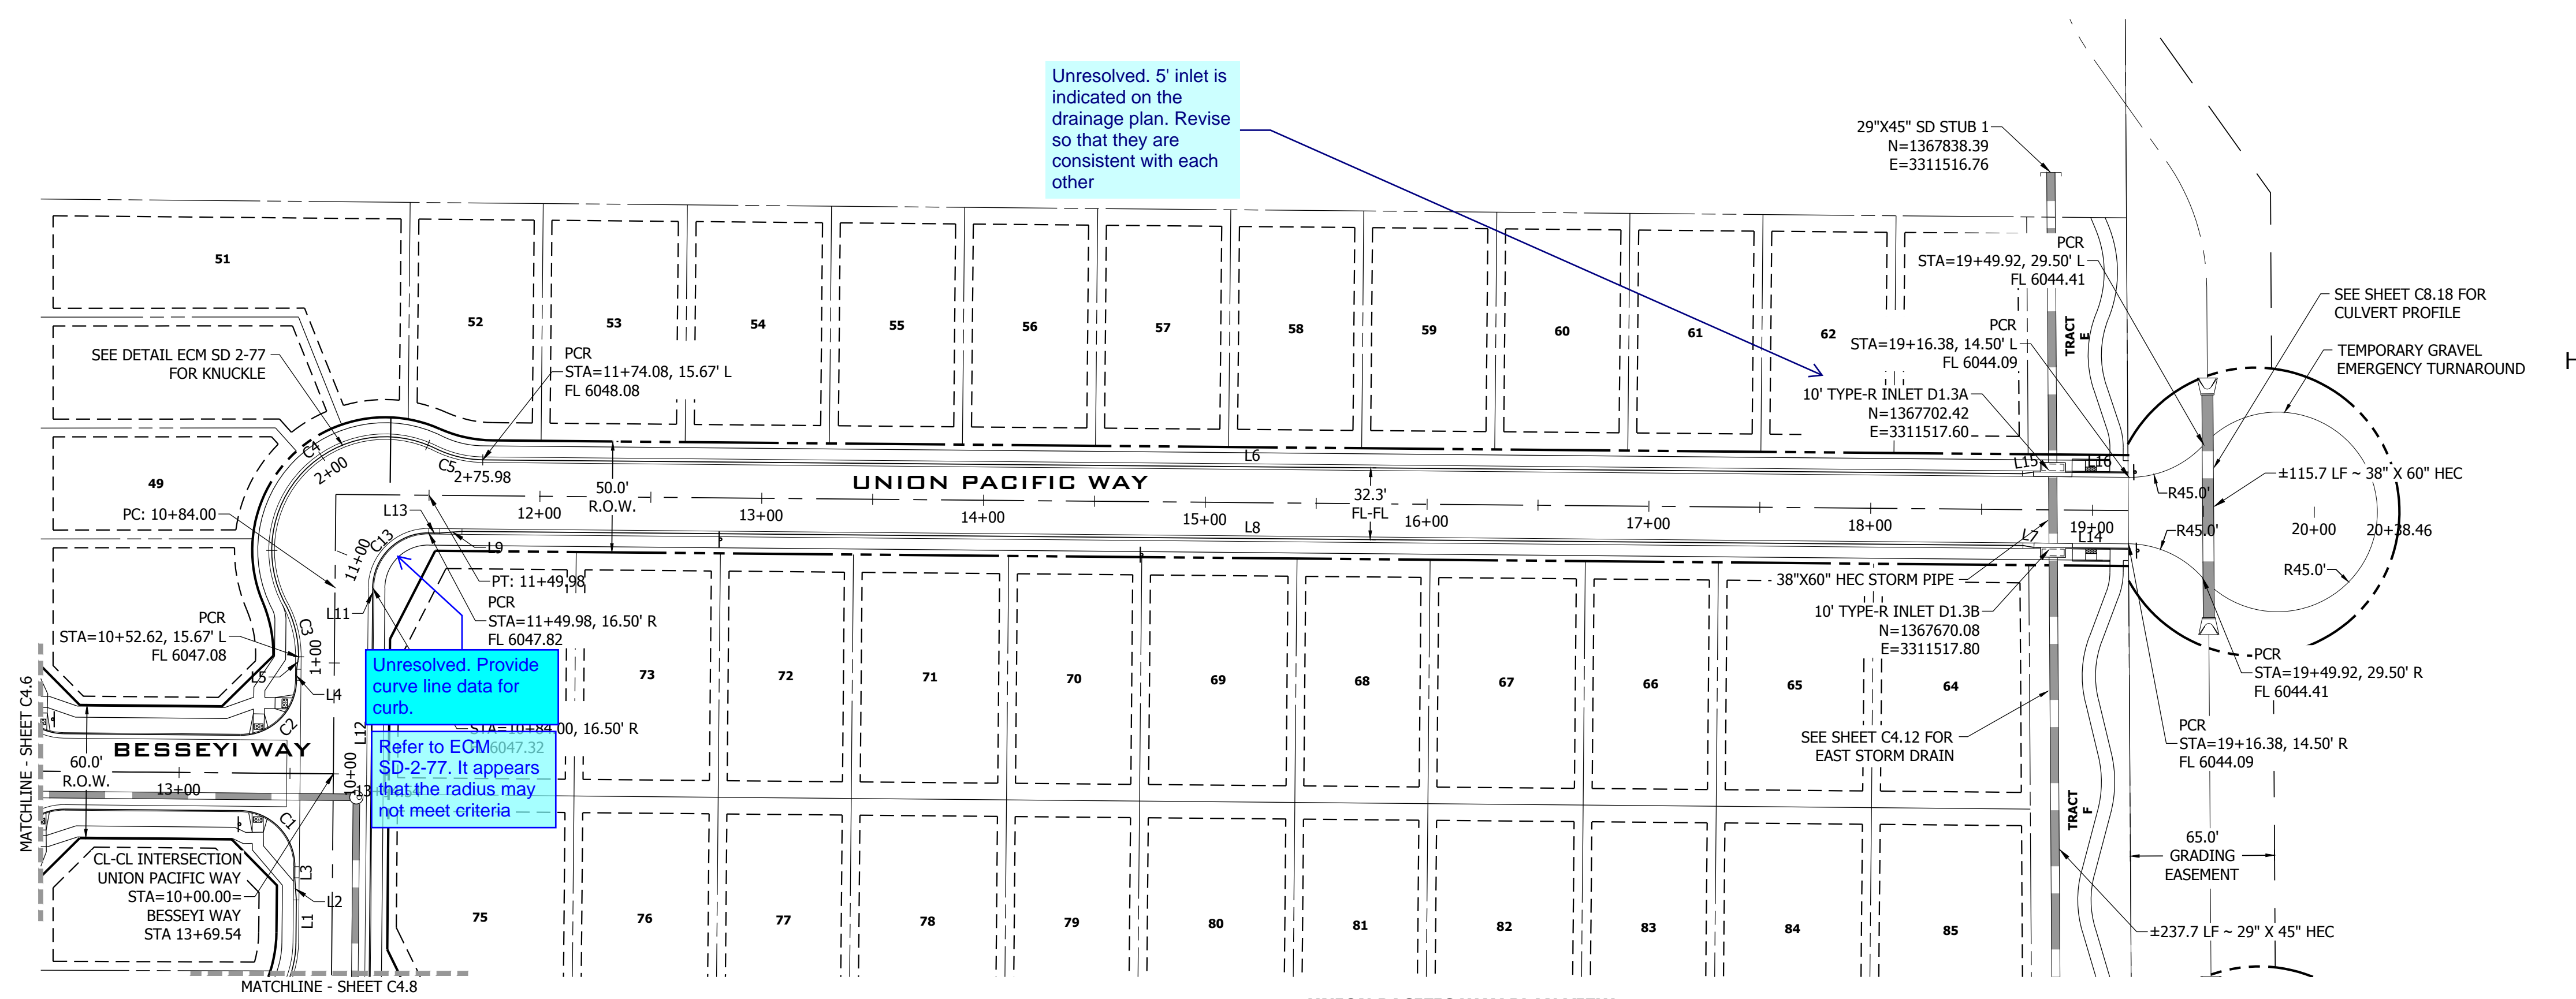 Unresolved. 5' inlet is
indicated on the
drainage plan. Revise
so that they are
consistent with each
other
29"X45" SD STUB 1
N=1367838.39
E=3311516.76
PCR
STA=19+49.92, 29.50' L
FL 6044.41
PCR
STA=19+16.38, 14.50' L
FL 6044.09
10' TYPE-R INLET D1.3A
N=1367702.42
E=3311517.60
TRACT
E
SEE SHEET C8.18 FOR
CULVERT PROFILE
TEMPORARY GRAVEL
EMERGENCY TURNAROUND
H
±115.7 LF ~ 38" X 60" HEC
51
52
53
54
55
56
57
58
59
60
61
62
SEE DETAIL ECM SD 2-77
FOR KNUCKLE
PCR
STA=11+74.08, 15.67' L
FL 6048.08
49
PC: 10+84.00
C4
2+00
C5
2+75.98
L13
C13
11+00
L9
L11
50.0'
R.O.W.
UNION PACIFIC WAY
L6
32.3'
FL-FL
L8
12+00
13+00
14+00
15+00
16+00
17+00
18+00
19+00
20+00
20+38.46
L15
L16
L7
L14
R45.0'
R45.0'
R45.0'
PT: 11+49.98
PCR
STA=11+49.98, 16.50' R
FL 6047.82
PCR
STA=10+52.62, 15.67' L
FL 6047.08
C3
1+00
L5
L4
C2
L12
10+00
Unresolved. Provide
curve line data for
curb.
STA=10+84.00, 16.50' R
6047.32
Refer to ECM
SD-2-77. It appears
that the radius may
not meet criteria
38"X60" HEC STORM PIPE
10' TYPE-R INLET D1.3B
N=1367670.08
E=3311517.80
73
72
71
70
69
68
67
66
65
64
SEE SHEET C4.12 FOR
EAST STORM DRAIN
PCR
STA=19+49.92, 29.50' R
FL 6044.41
PCR
STA=19+16.38, 14.50' R
FL 6044.09
TRACT
F
65.0'
GRADING
EASEMENT
±237.7 LF ~ 29" X 45" HEC
MATCHLINE - SHEET C4.6
BESSEYI WAY
60.0'
R.O.W.
13+00
C1
L3
L2
L1
CL-CL INTERSECTION
UNION PACIFIC WAY
STA=10+00.00=
BESSEYI WAY
STA 13+69.54
75
76
77
78
79
80
81
82
83
84
85
MATCHLINE - SHEET C4.8